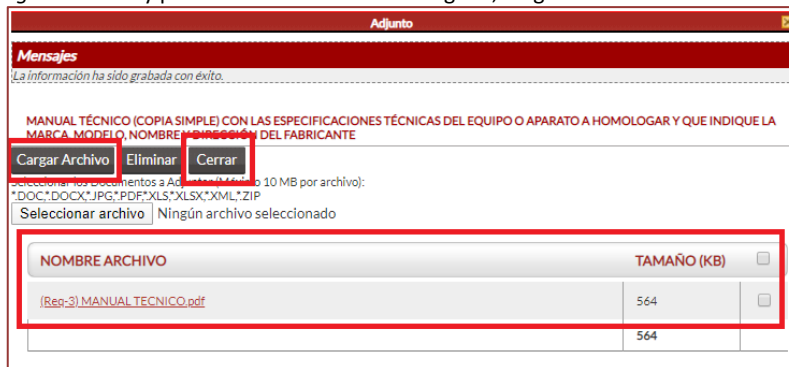 Adjunto
Mensajes
La información ha sido grabada con éxito.
MANUAL TÉCNICO (COPIA SIMPLE) CON LAS ESPECIFICACIONES TÉCNICAS DEL EQUIPO O APARATO A HOMOLOGAR Y QUE INDIQUE LA
MARCA, MODELO, NOMBRE Y DIRECCIÓN DEL FABRICANTE
Cargar Archivo Eliminar Cerrar
Seleccionar los Documentos a Adjuntar (Máximo 10 MB por archivo):
*.DOC,*.DOCX,*.JPG,*.PDF,*.XLS,*.XLSX,*.XML,*.ZIP
Seleccionar archivo Ningún archivo seleccionado
NOMBRE ARCHIVO TAMAÑO (KB)
(Req-3) MANUAL TECNICO.pdf 564
564